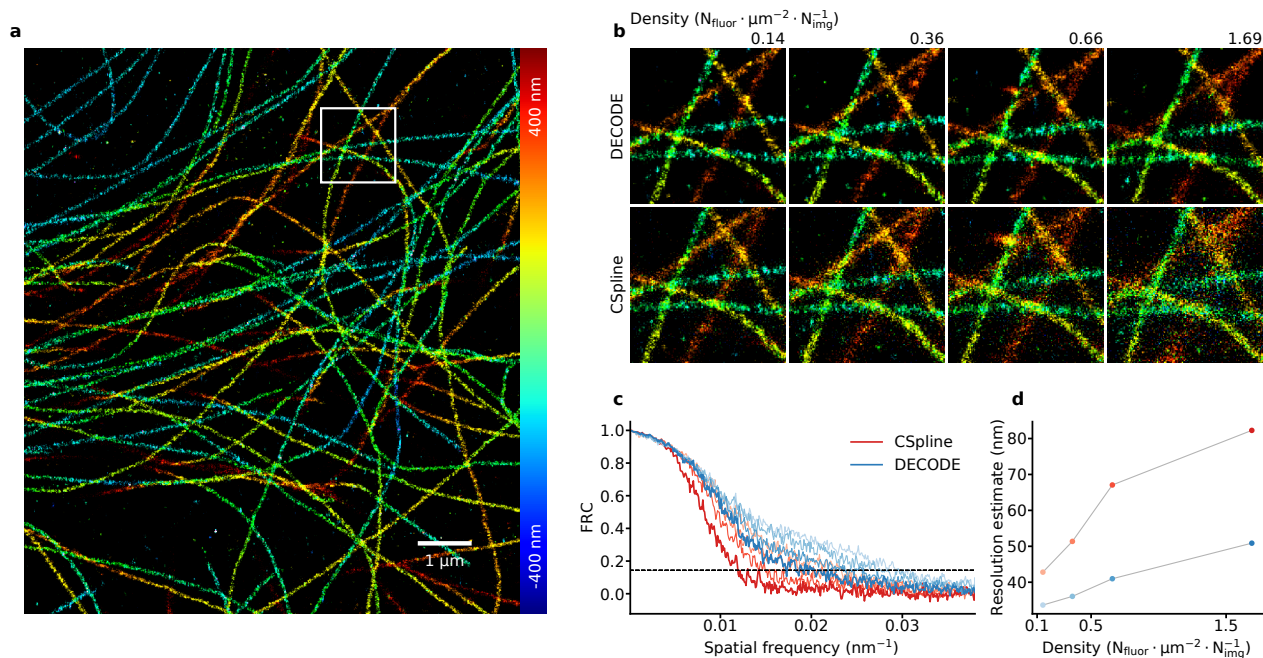 a
400 nm
-400 nm
1 μm
b
Density (N_fluor · μm⁻² · N_img⁻¹)
0.14 0.36 0.66 1.69
DECODE
CSpline
c
1.0
0.8
0.6
0.4
0.2
0.0
FRC
0.01 0.02 0.03
Spatial frequency (nm⁻¹)
CSpline
DECODE
d
80
70
60
50
40
Resolution estimate (nm)
0.1 0.5 1.5
Density (N_fluor · μm⁻² · N_img⁻¹)